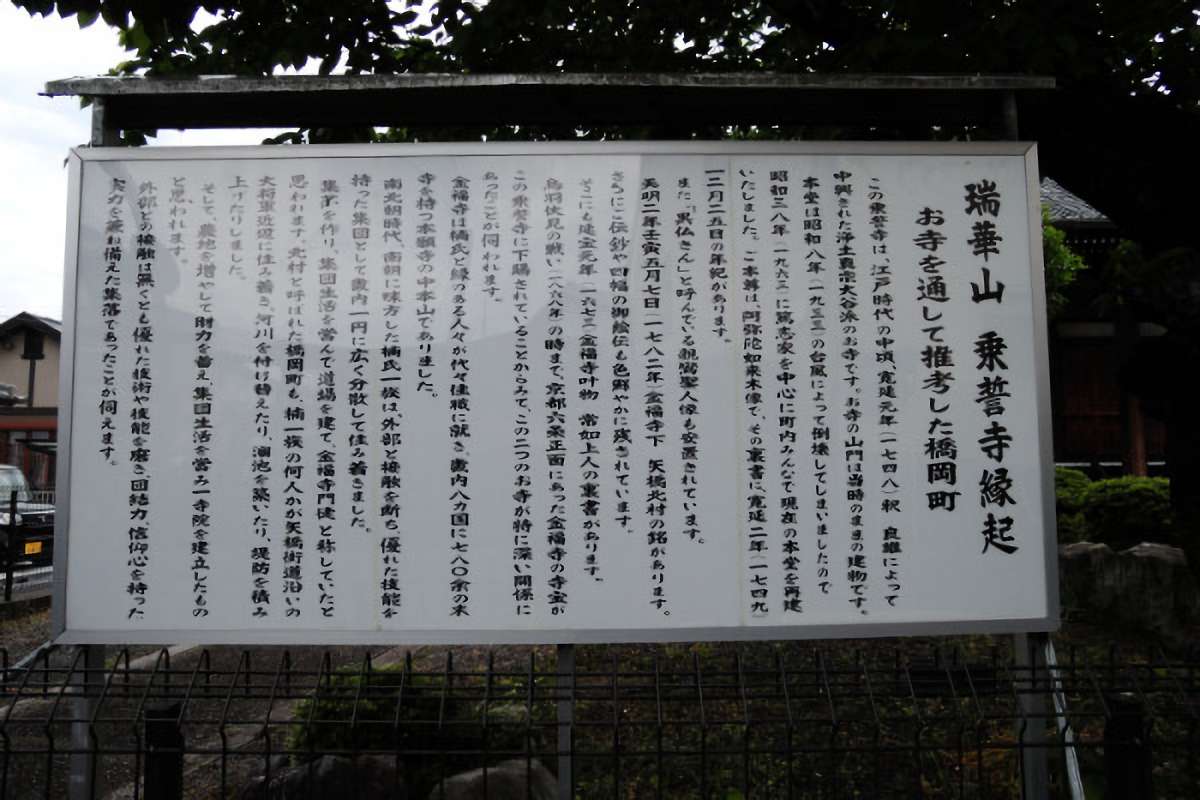 瑞華山 乗誓寺縁起
お寺を通して推考した橋岡町
この乗誓寺は、江戸時代の中頃、寛延元年（一七四八）釈 良雄によって
中興された浄土真宗大谷派のお寺です。お寺の山門は当時のままの建物です。
本堂は昭和八年（一九三三）の台風によって倒壊してしまいましたので
昭和三八年（一九六三）に篤志家を中心に町内みんなで現在の本堂を再建
いたしました。ご本尊は、阿弥陀如来木像で、その裏書に、寛延二年（一七四九）
一二月二五日の年紀があります。
また、「異仏さん」と呼んでいる親鸞聖人像も安置されています。
天明二年壬寅五月七日（一七八二年）金福寺下 矢橋北村の銘があります。
さらにご伝鈔や四幅の御絵伝も色鮮やかに残されています。
そこにも延宝元年（一六七三）金福寺叶物 常如上人の裏書があります。
鳥羽伏見の戦い（一八六八年）の時まで、京都六条正面にあった金福寺の寺宝が
この乗誓寺に下賜されていることからみて、この二つのお寺が特に深い関係に
あったことが伺われます。
金福寺は楠氏と縁のある人々が代々住職に就き、畿内八カ国に七八〇余の末
寺を持つ本願寺の中本山でありました。
南北朝時代、南朝に味方した楠氏一族は、外部と接触を断ち、優れた技能を
持った集団として畿内一円に広く分散して住み着きました。
集落を作り、集団生活を営んで道場を建て、金福寺門徒と称していたと
思われます。北村と呼ばれた橋岡町も、楠一族の何人かが矢橋街道沿いの
大将軍近辺に住み着き、河川を付け替えたり、溜池を築いたり、堤防を積み
上げたりしました。
そして、農地を増やして財力を蓄え、集団生活を営み一寺院を建立したもの
と思われます。
外部との接触は無くとも優れた技術や技能を磨き、団結力、信仰心を持った
実力を兼ね備えた集落であったことが伺えます。